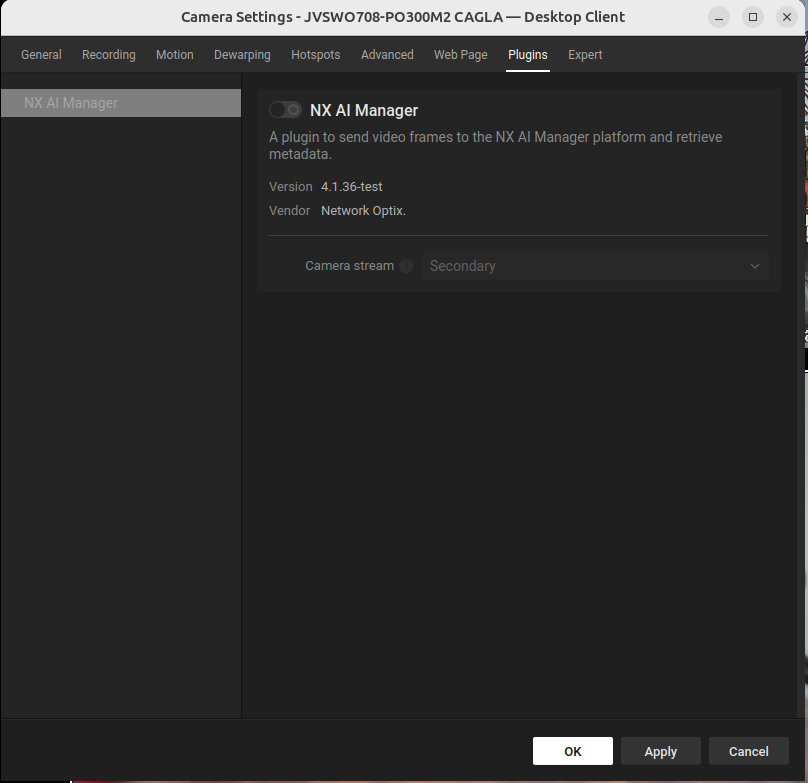 Camera Settings - JVSWO708-PO300M2 CAGLA — Desktop Client
General Recording Motion Dewarping Hotspots Advanced Web Page Plugins Expert
NX AI Manager
NX AI Manager
A plugin to send video frames to the NX AI Manager platform and retrieve
metadata.
Version 4.1.36-test
Vendor Network Optix.
Camera stream ? Secondary
OK Apply Cancel